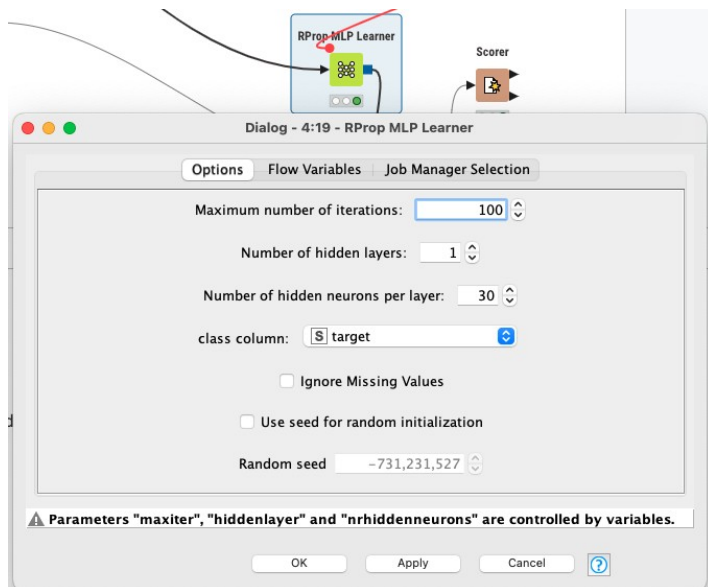 RProp MLP Learner
Scorer
Dialog - 4:19 - RProp MLP Learner
Options Flow Variables Job Manager Selection
Maximum number of iterations: 100
Number of hidden layers: 1
Number of hidden neurons per layer: 30
class column: S target
Ignore Missing Values
Use seed for random initialization
Random seed -731,231,527
Parameters "maxiter", "hiddenlayer" and "nrhiddenneurons" are controlled by variables.
OK Apply Cancel ?